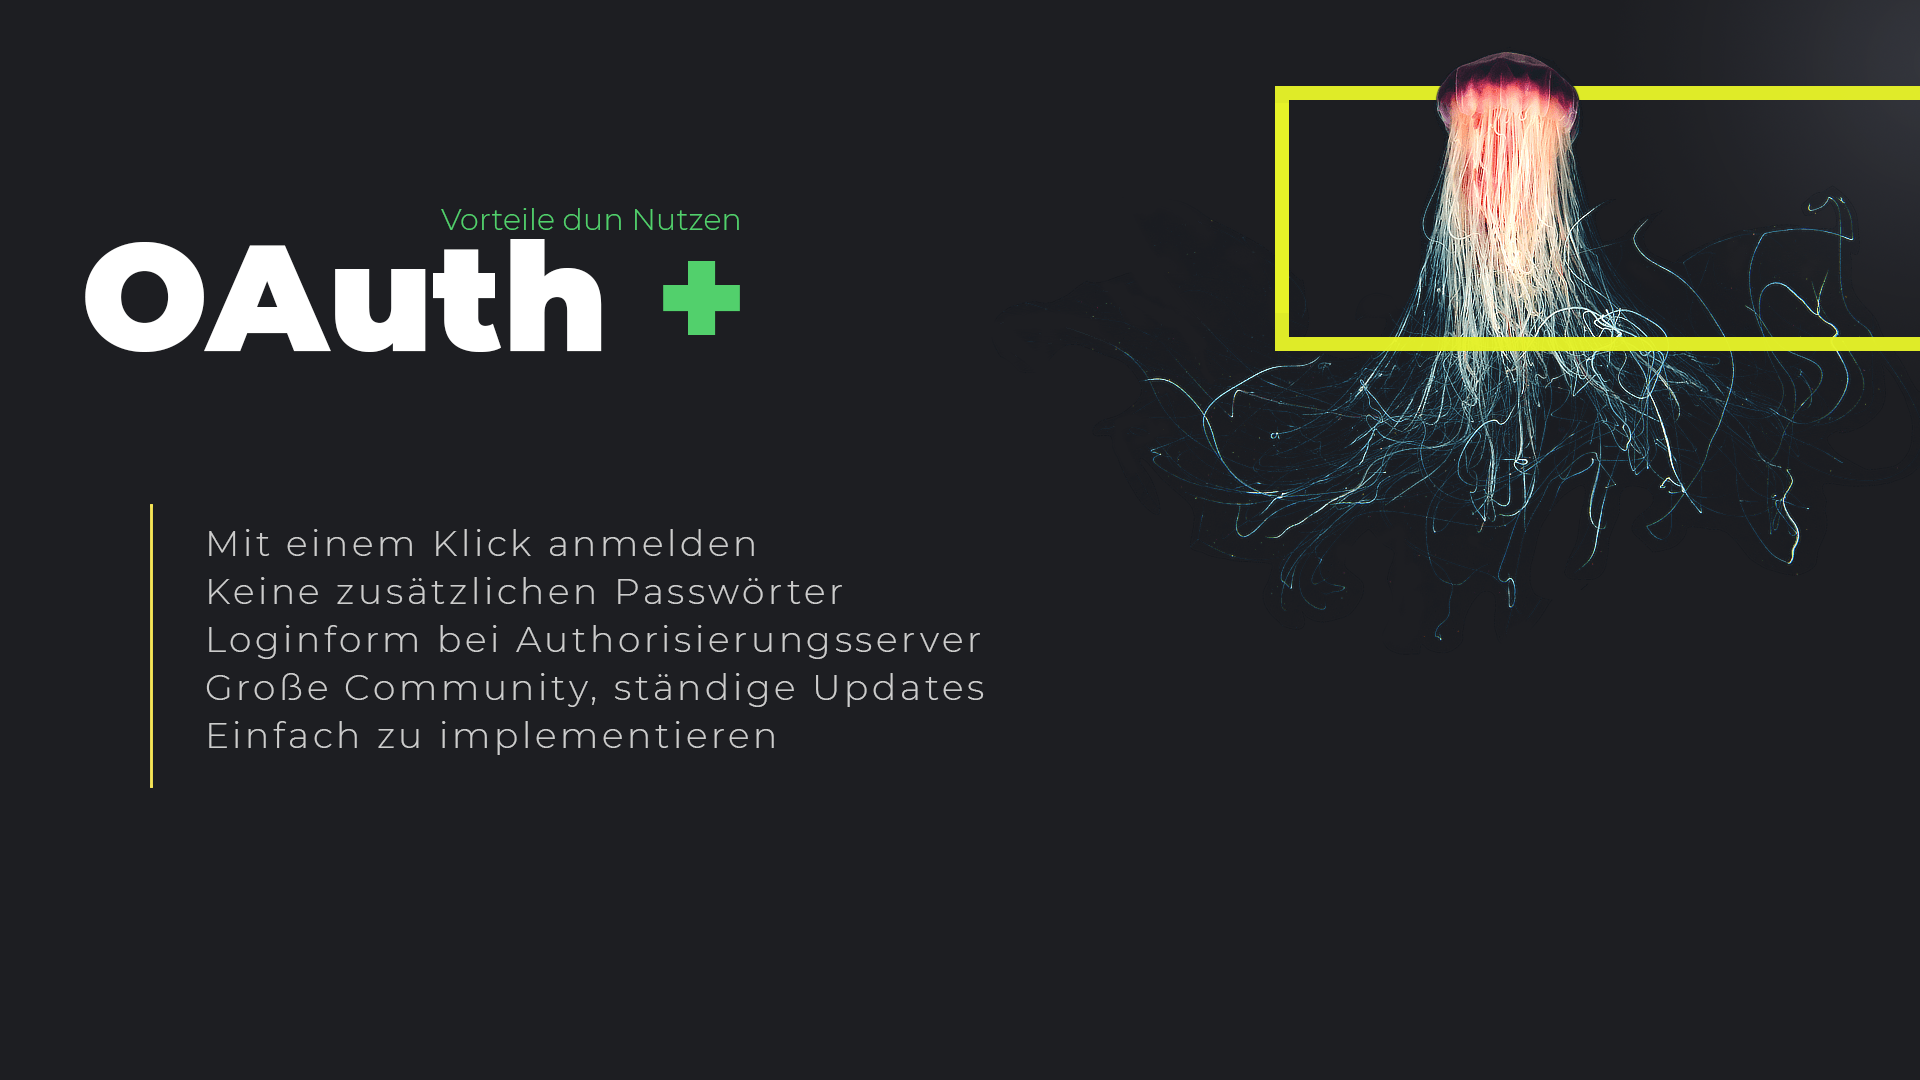 Vorteile dun Nutzen
OAuth +
Mit einem Klick anmelden
Keine zusätzlichen Passwörter
Loginform bei Authorisierungsserver
Große Community, ständige Updates
Einfach zu implementieren